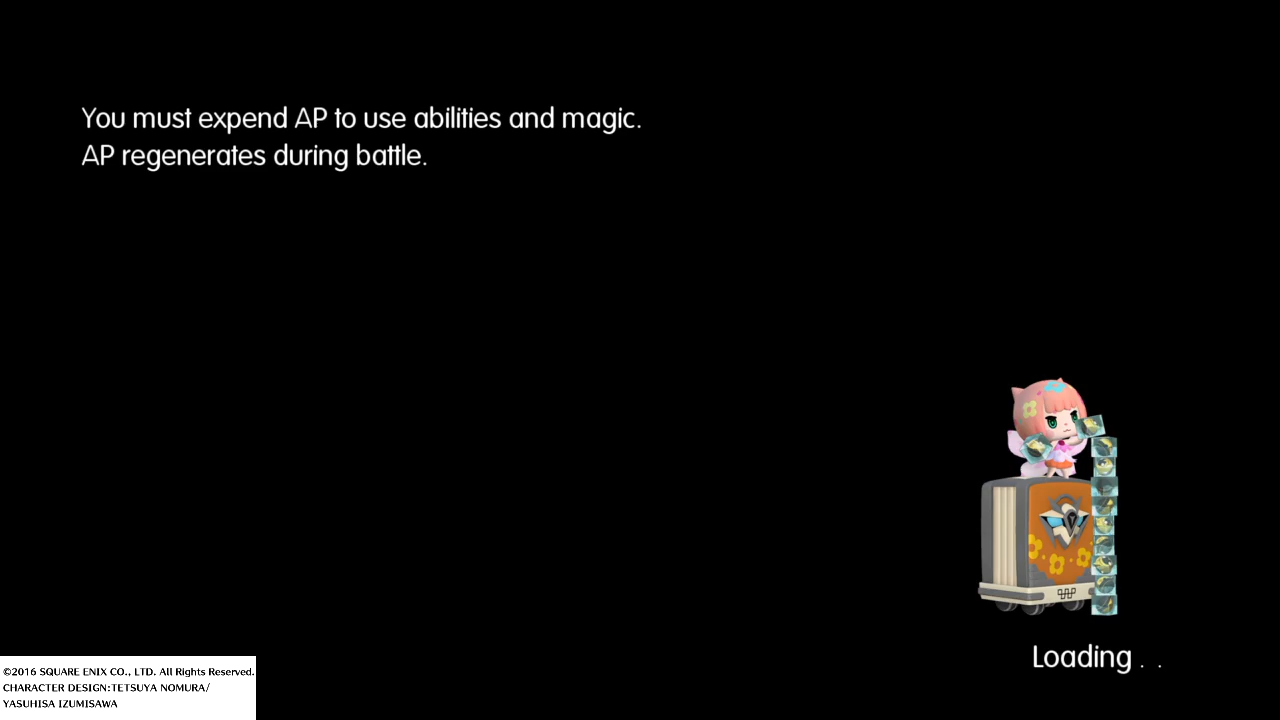 You must expend AP to use abilities and magic.
AP regenerates during battle.
Loading . .
©2016 SQUARE ENIX CO., LTD. All Rights Reserved.
CHARACTER DESIGN:TETSUYA NOMURA/
YASUHISA IZUMISAWA